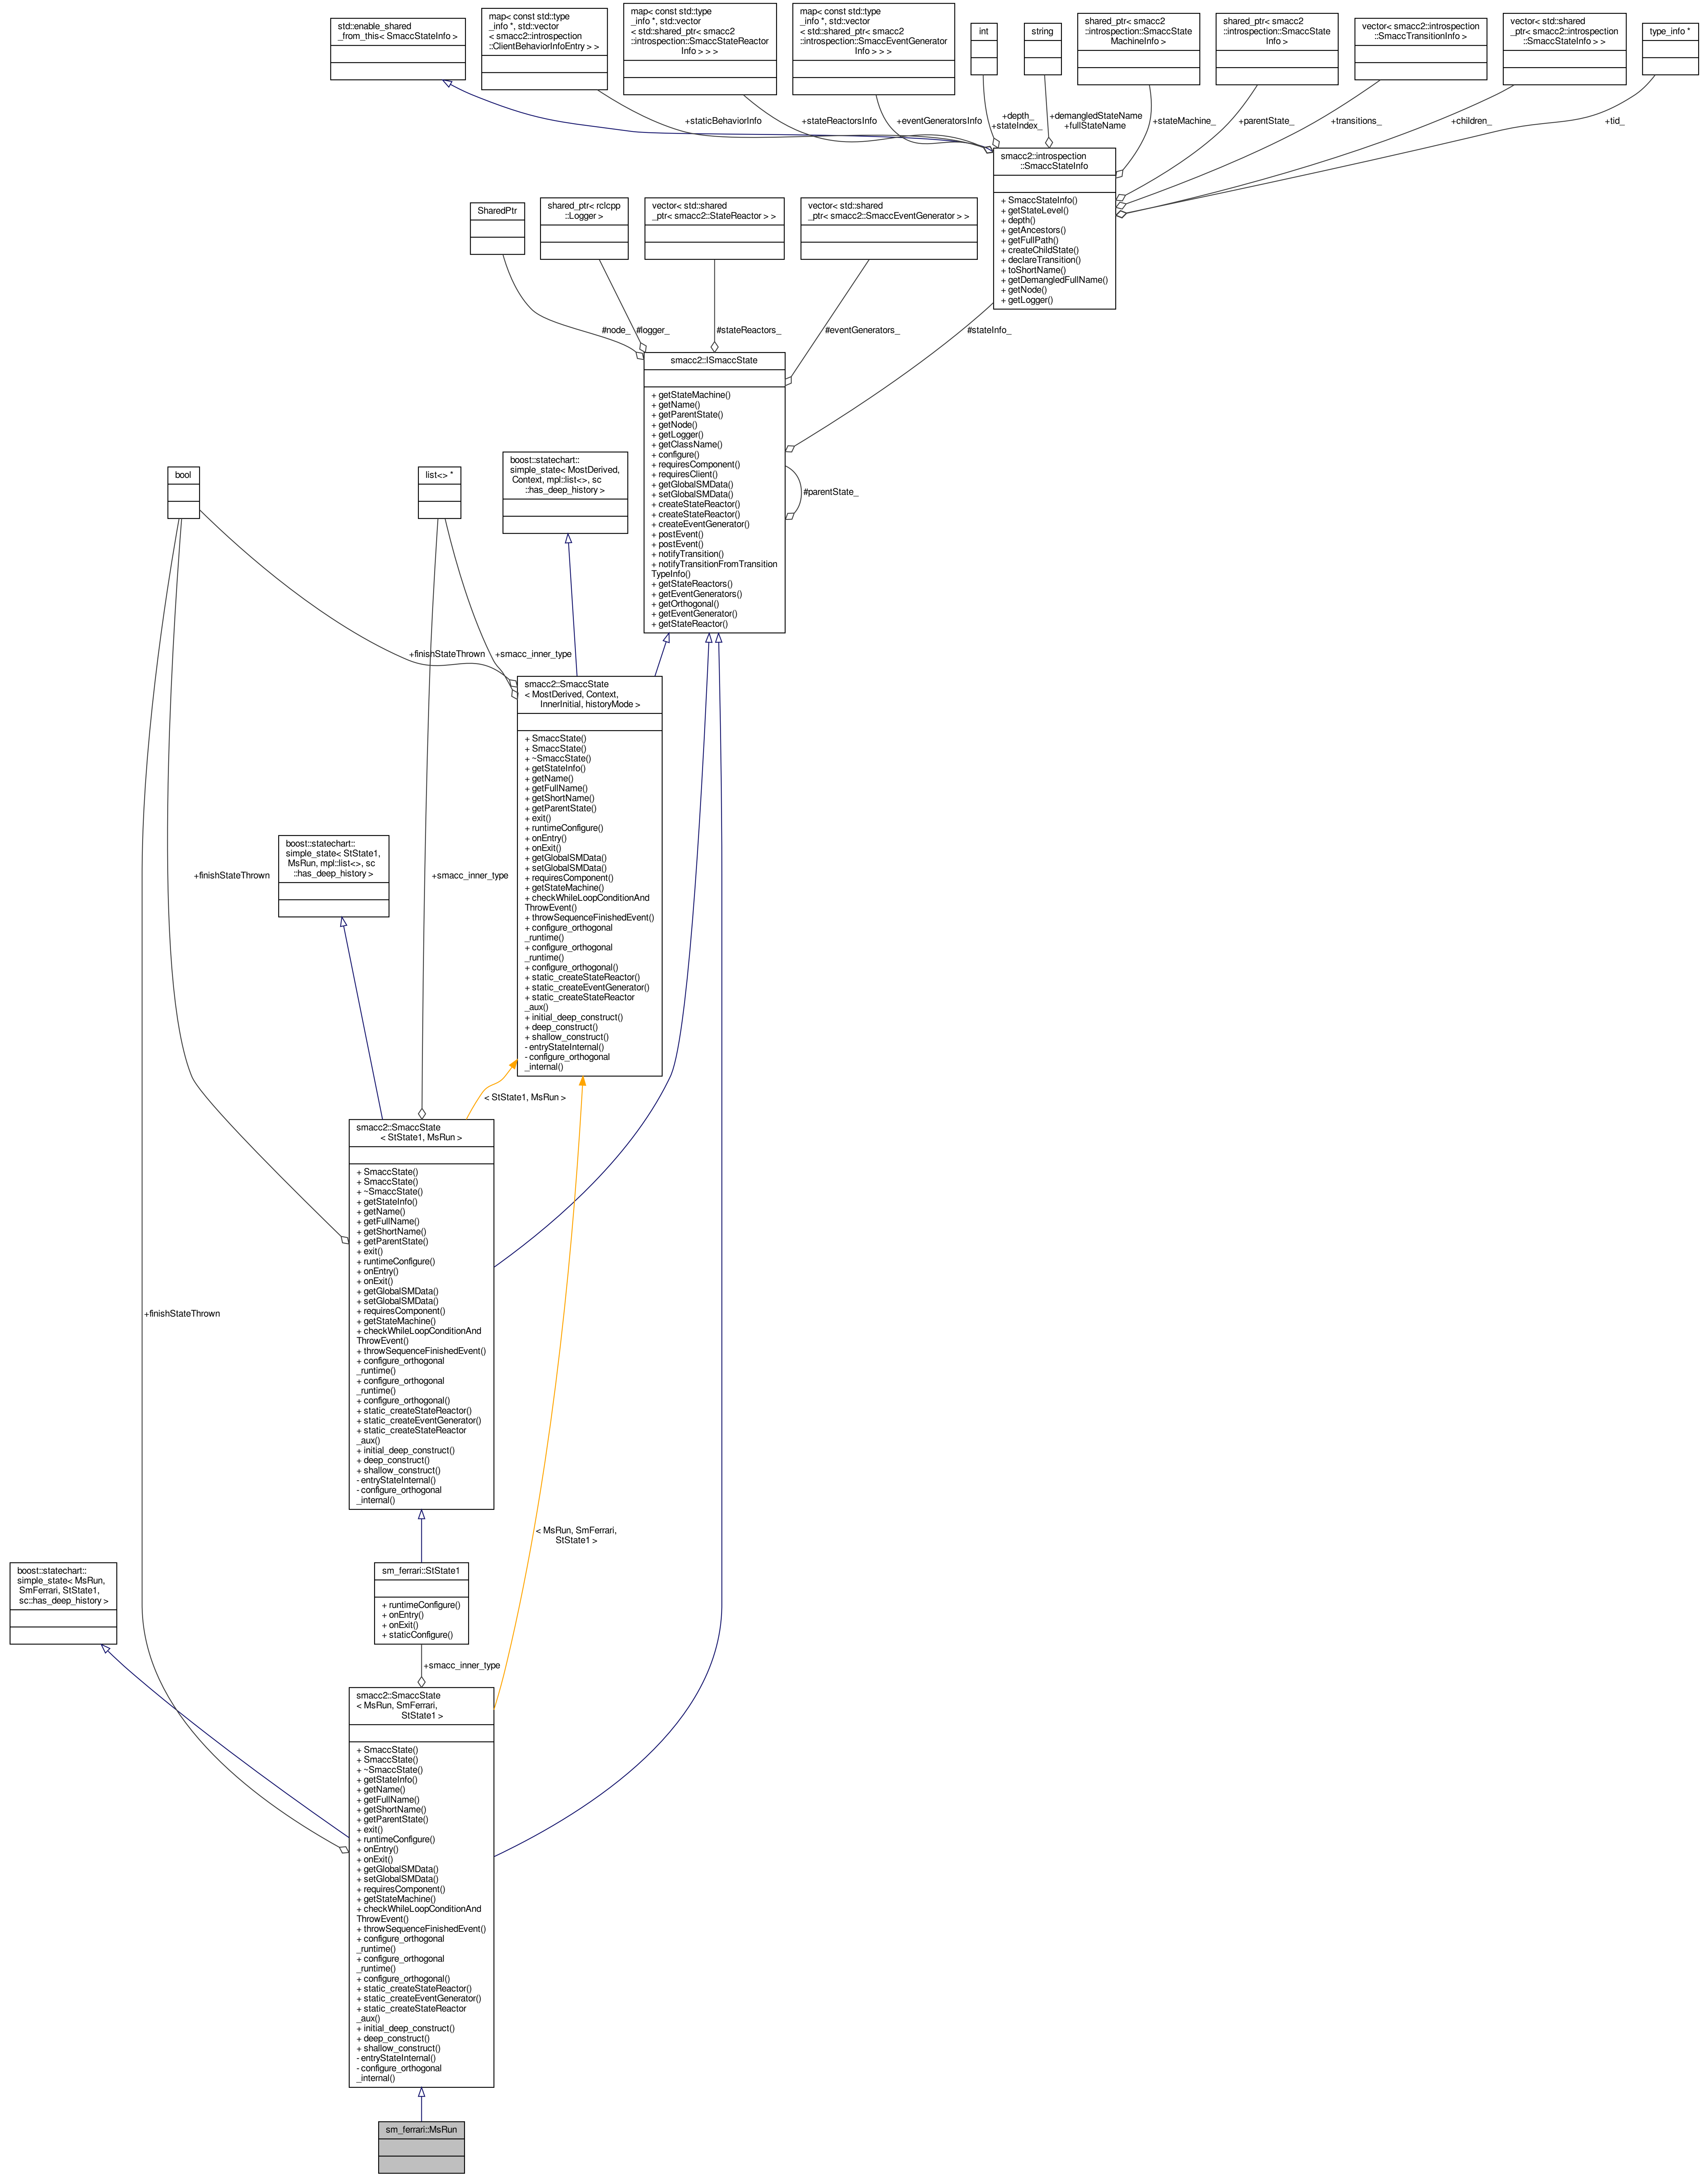 std::enable_shared
_from_this< SmaccStateInfo >
map< const std::type
_info *, std::vector
< smacc2::introspection
::ClientBehaviorInfoEntry > >
map< const std::type
_info *, std::vector
< std::shared_ptr< smacc2
::introspection::SmaccStateReactor
Info > > >
map< const std::type
_info *, std::vector
< std::shared_ptr< smacc2
::introspection::SmaccEventGenerator
Info > > >
int
string
shared_ptr< smacc2
::introspection::SmaccState
MachineInfo >
shared_ptr< smacc2
::introspection::SmaccState
Info >
vector< smacc2::introspection
::SmaccTransitionInfo >
vector< std::shared
_ptr< smacc2::introspection
::SmaccStateInfo > >
type_info *
+staticBehaviorInfo
+stateReactorsInfo
+eventGeneratorsInfo
+depth_
+stateIndex_
+demangledStateName
+fullStateName
+stateMachine_
+parentState_
+transitions_
+children_
+tid_
smacc2::introspection
::SmaccStateInfo
+ SmaccStateInfo()
+ getStateLevel()
+ depth()
+ getAncestors()
+ getFullPath()
+ createChildState()
+ declareTransition()
+ toShortName()
+ getDemangledFullName()
+ getNode()
+ getLogger()
SharedPtr
shared_ptr< rclcpp
::Logger >
vector< std::shared
_ptr< smacc2::StateReactor > >
vector< std::shared
_ptr< smacc2::SmaccEventGenerator > >
#node_
#logger_
#stateReactors_
#eventGenerators_
#stateInfo_
smacc2::ISmaccState
+ getStateMachine()
+ getName()
+ getParentState()
+ getNode()
+ getLogger()
+ getClassName()
+ configure()
+ requiresComponent()
+ requiresClient()
+ getGlobalSMData()
+ setGlobalSMData()
+ createStateReactor()
+ createStateReactor()
+ createEventGenerator()
+ postEvent()
+ postEvent()
+ notifyTransition()
+ notifyTransitionFromTransition
TypeInfo()
+ getStateReactors()
+ getEventGenerators()
+ getOrthogonal()
+ getEventGenerator()
+ getStateReactor()
#parentState_
bool
list<> *
boost::statechart::
simple_state< MostDerived,
Context, mpl::list<>, sc
::has_deep_history >
+finishStateThrown
+smacc_inner_type
smacc2::SmaccState
< MostDerived, Context,
InnerInitial, historyMode >
+ SmaccState()
+ SmaccState()
+ ~SmaccState()
+ getStateInfo()
+ getName()
+ getFullName()
+ getShortName()
+ getParentState()
+ exit()
+ runtimeConfigure()
+ onEntry()
+ onExit()
+ getGlobalSMData()
+ setGlobalSMData()
+ requiresComponent()
+ getStateMachine()
+ checkWhileLoopConditionAnd
ThrowEvent()
+ throwSequenceFinishedEvent()
+ configure_orthogonal
_runtime()
+ configure_orthogonal
_runtime()
+ configure_orthogonal()
+ static_createStateReactor()
+ static_createEventGenerator()
+ static_createStateReactor
_aux()
+ initial_deep_construct()
+ deep_construct()
+ shallow_construct()
- entryStateInternal()
- configure_orthogonal
_internal()
boost::statechart::
simple_state< StState1,
MsRun, mpl::list<>, sc
::has_deep_history >
+finishStateThrown
+smacc_inner_type
< StState1, MsRun >
smacc2::SmaccState
< StState1, MsRun >
+ SmaccState()
+ SmaccState()
+ ~SmaccState()
+ getStateInfo()
+ getName()
+ getFullName()
+ getShortName()
+ getParentState()
+ exit()
+ runtimeConfigure()
+ onEntry()
+ onExit()
+ getGlobalSMData()
+ setGlobalSMData()
+ requiresComponent()
+ getStateMachine()
+ checkWhileLoopConditionAnd
ThrowEvent()
+ throwSequenceFinishedEvent()
+ configure_orthogonal
_runtime()
+ configure_orthogonal
_runtime()
+ configure_orthogonal()
+ static_createStateReactor()
+ static_createEventGenerator()
+ static_createStateReactor
_aux()
+ initial_deep_construct()
+ deep_construct()
+ shallow_construct()
- entryStateInternal()
- configure_orthogonal
_internal()
+finishStateThrown
< MsRun, SmFerrari,
StState1 >
boost::statechart::
simple_state< MsRun,
SmFerrari, StState1,
sc::has_deep_history >
sm_ferrari::StState1
+ runtimeConfigure()
+ onEntry()
+ onExit()
+ staticConfigure()
+smacc_inner_type
smacc2::SmaccState
< MsRun, SmFerrari,
StState1 >
+ SmaccState()
+ SmaccState()
+ ~SmaccState()
+ getStateInfo()
+ getName()
+ getFullName()
+ getShortName()
+ getParentState()
+ exit()
+ runtimeConfigure()
+ onEntry()
+ onExit()
+ getGlobalSMData()
+ setGlobalSMData()
+ requiresComponent()
+ getStateMachine()
+ checkWhileLoopConditionAnd
ThrowEvent()
+ throwSequenceFinishedEvent()
+ configure_orthogonal
_runtime()
+ configure_orthogonal
_runtime()
+ configure_orthogonal()
+ static_createStateReactor()
+ static_createEventGenerator()
+ static_createStateReactor
_aux()
+ initial_deep_construct()
+ deep_construct()
+ shallow_construct()
- entryStateInternal()
- configure_orthogonal
_internal()
sm_ferrari::MsRun